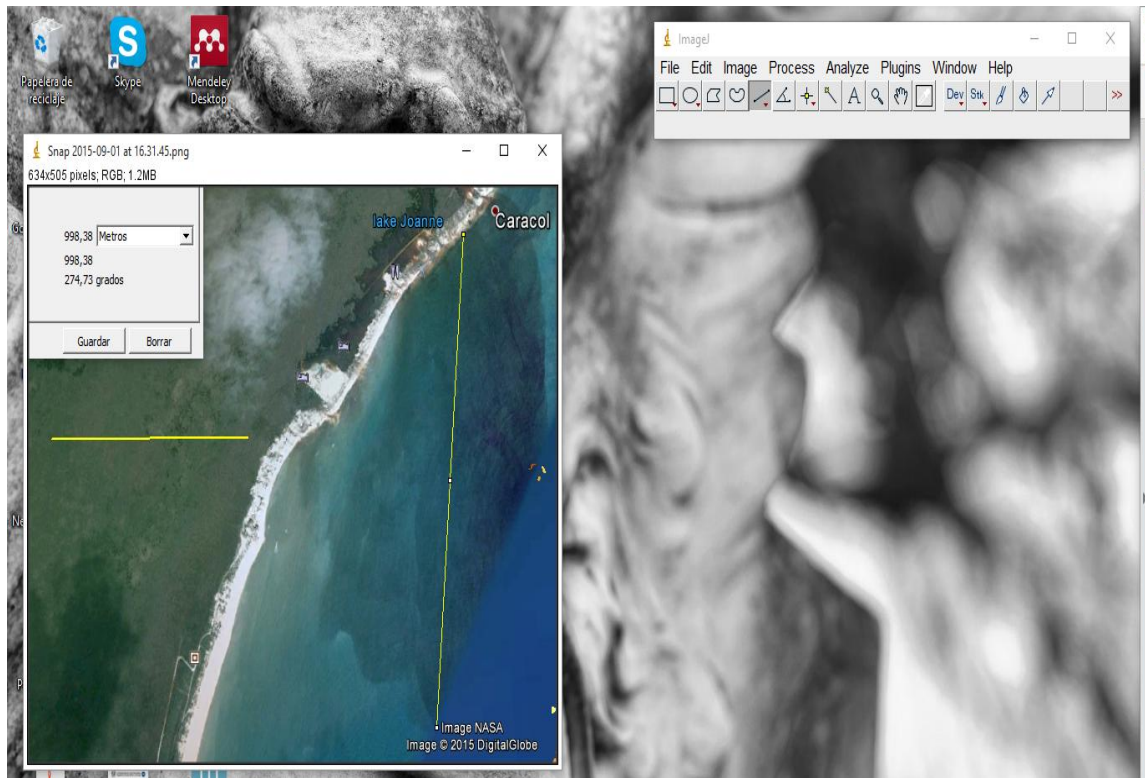 Papelera de
reciclaje
Skype
Mendeley
Desktop
ImageJ
File Edit Image Process Analyze Plugins Window Help
A Dev Stk >>
Snap 2015-09-01 at 16.31.45.png
634x505 pixels; RGB; 1.2MB
998,38 Metros
998,38
274,73 grados
Guardar Borrar
lake Joanne
Caracol
Image NASA
Image © 2015 DigitalGlobe